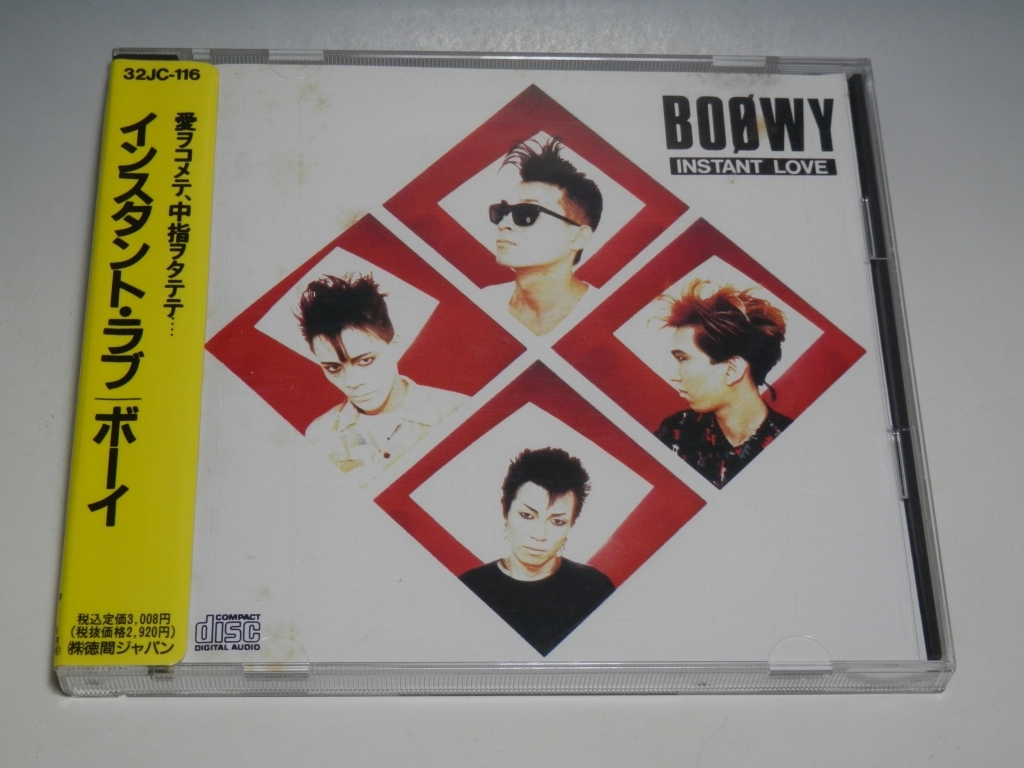 32JC-116
愛ヲコメテ、中指ヲタテテ‥‥
インスタント・ラブ|ボーイ
税込定価3,008円
(税抜価格2,920円)
㈱徳間ジャパン
BOØWY
INSTANT LOVE
COMPACT
disc
DIGITAL AUDIO